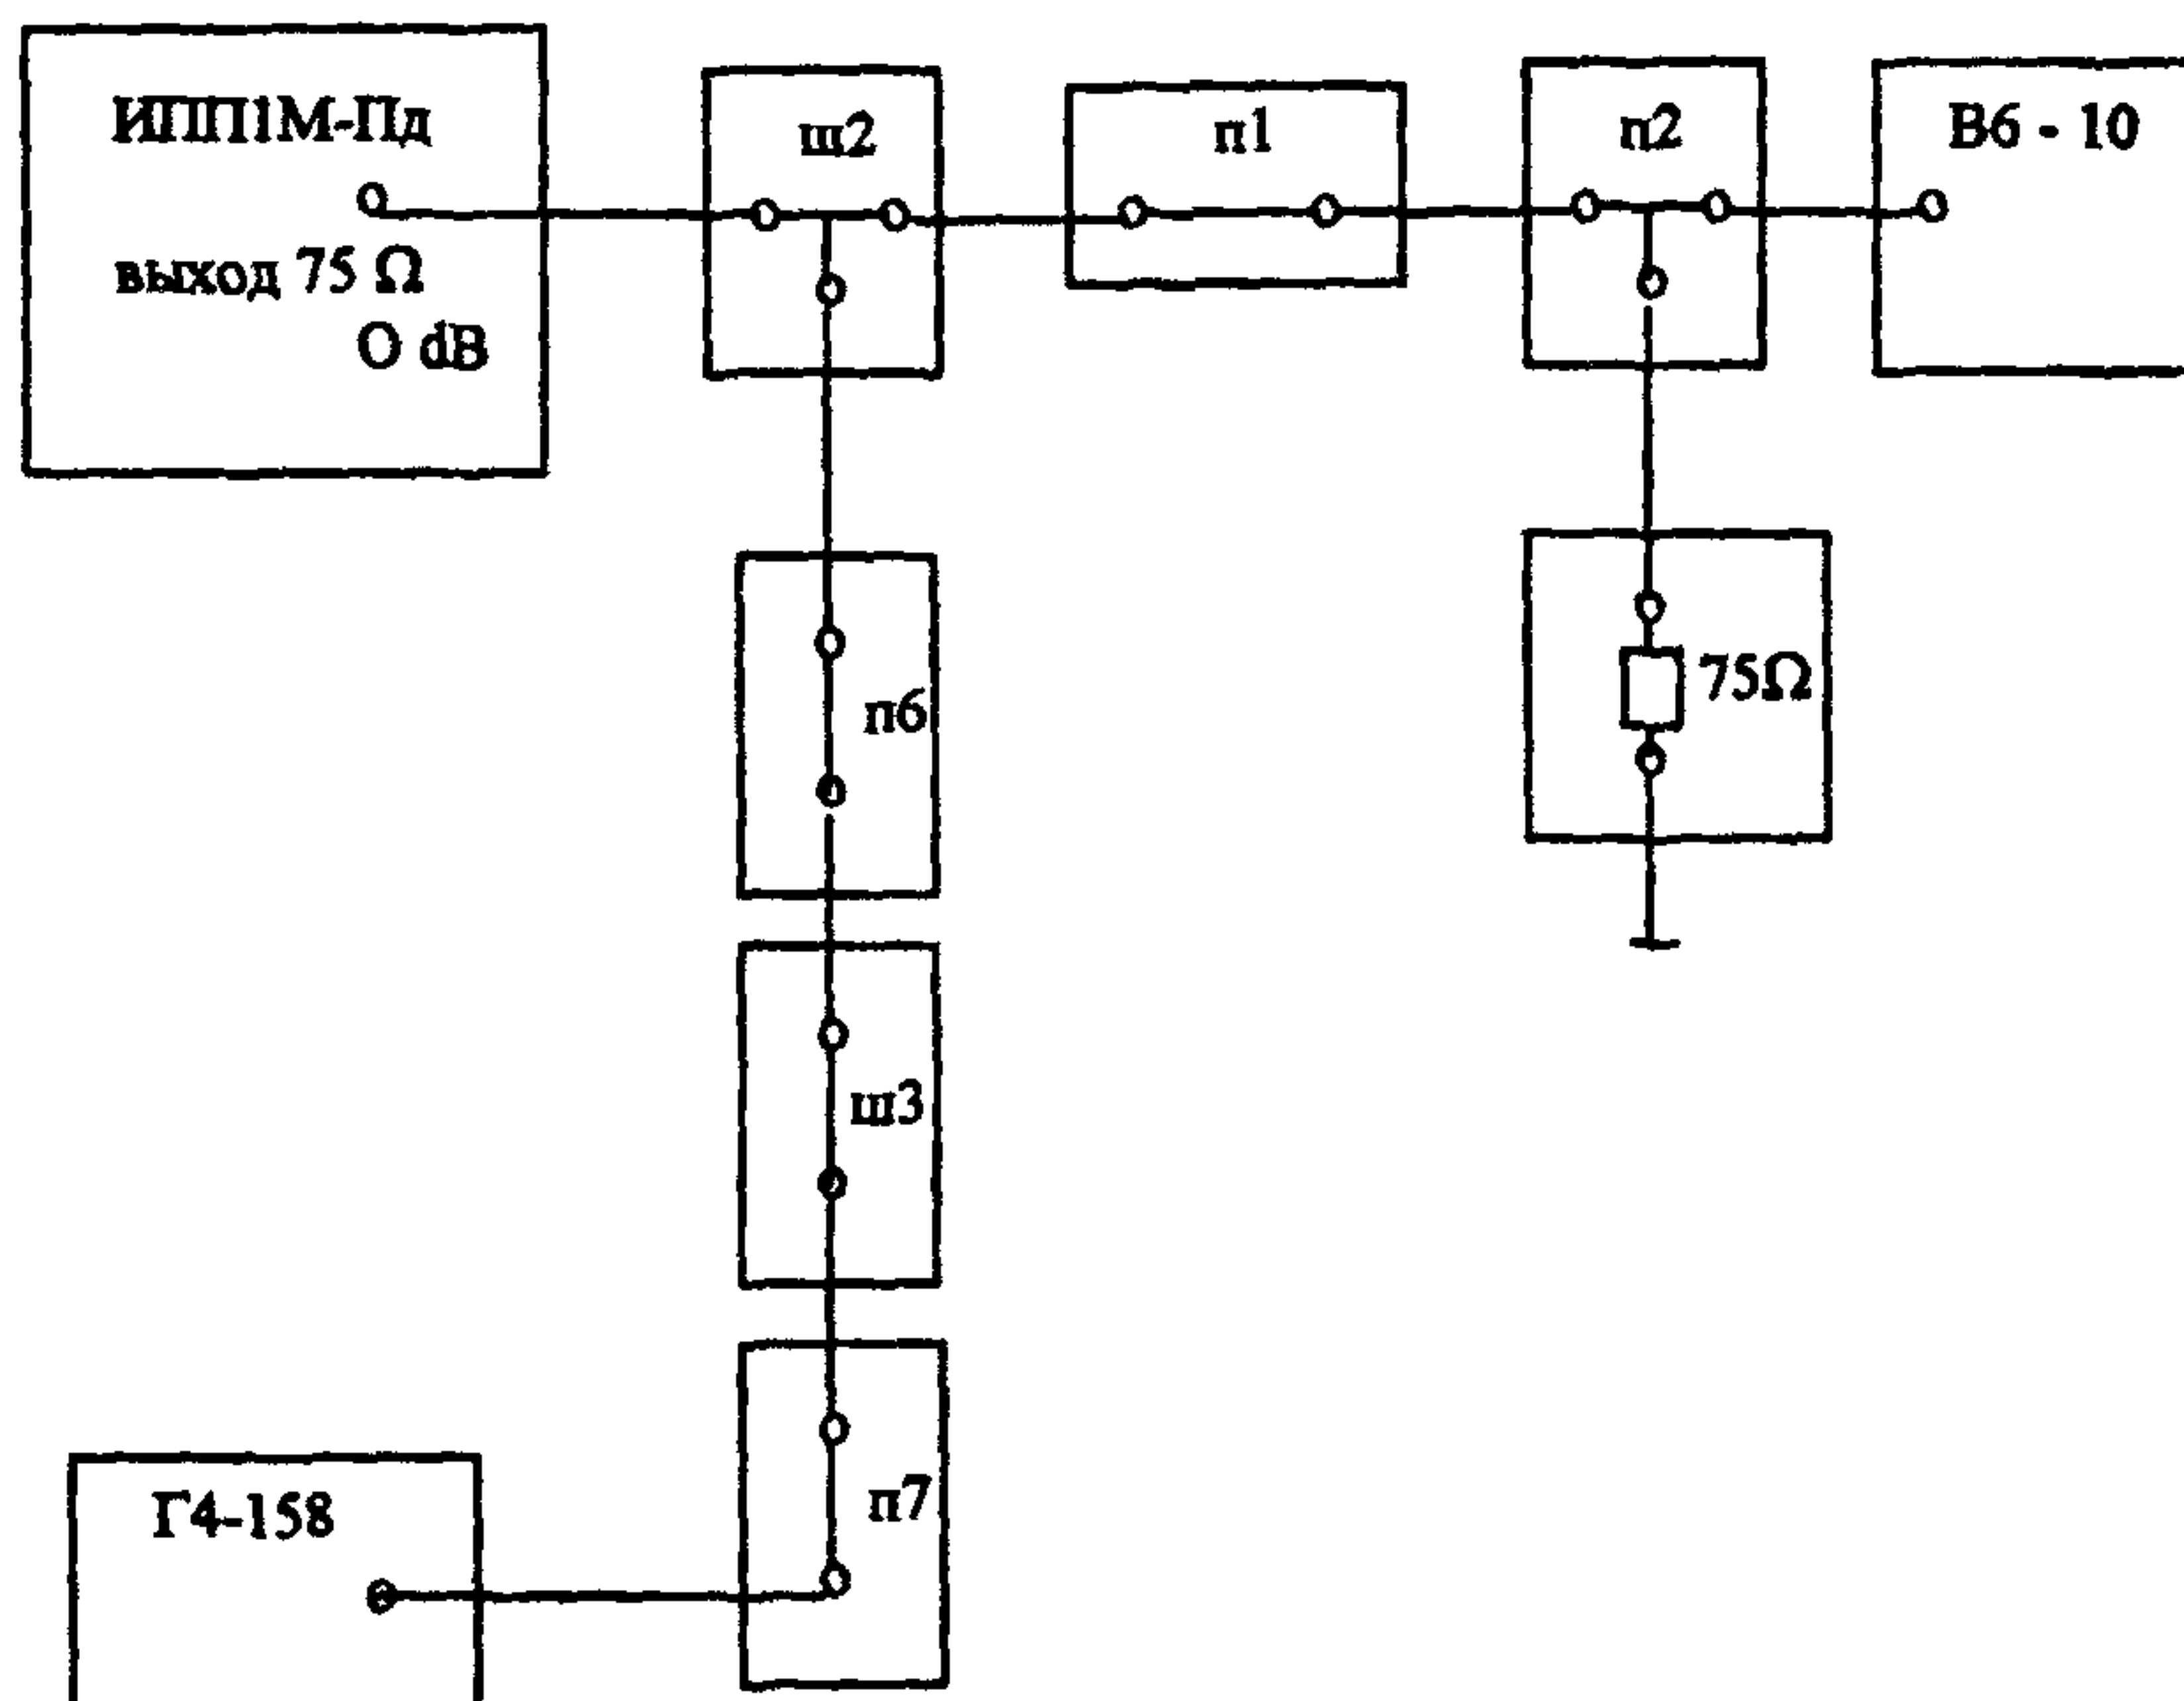 ИПП1М-Пд
выход 75 Ω
O dB
ш2
п1
п2
В6 - 10
п6
75Ω
ш3
п7
Г4-158